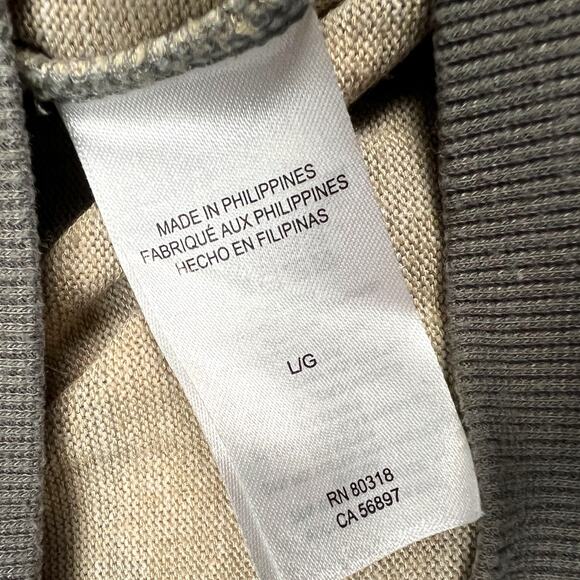 MADE IN PHILIPPINES
FABRIQUÉ AUX PHILIPPINES
HECHO EN FILIPINAS
L/G
RN 80318
CA 56897